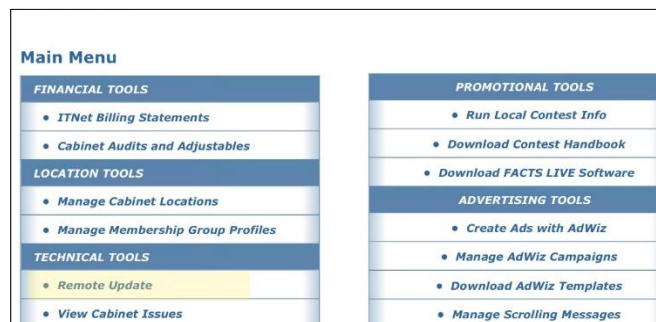 Main Menu
FINANCIAL TOOLS
• ITNet Billing Statements
• Cabinet Audits and Adjustables
LOCATION TOOLS
• Manage Cabinet Locations
• Manage Membership Group Profiles
TECHNICAL TOOLS
• Remote Update
• View Cabinet Issues
PROMOTIONAL TOOLS
• Run Local Contest Info
• Download Contest Handbook
• Download FACTS LIVE Software
ADVERTISING TOOLS
• Create Ads with AdWiz
• Manage AdWiz Campaigns
• Download AdWiz Templates
• Manage Scrolling Messages